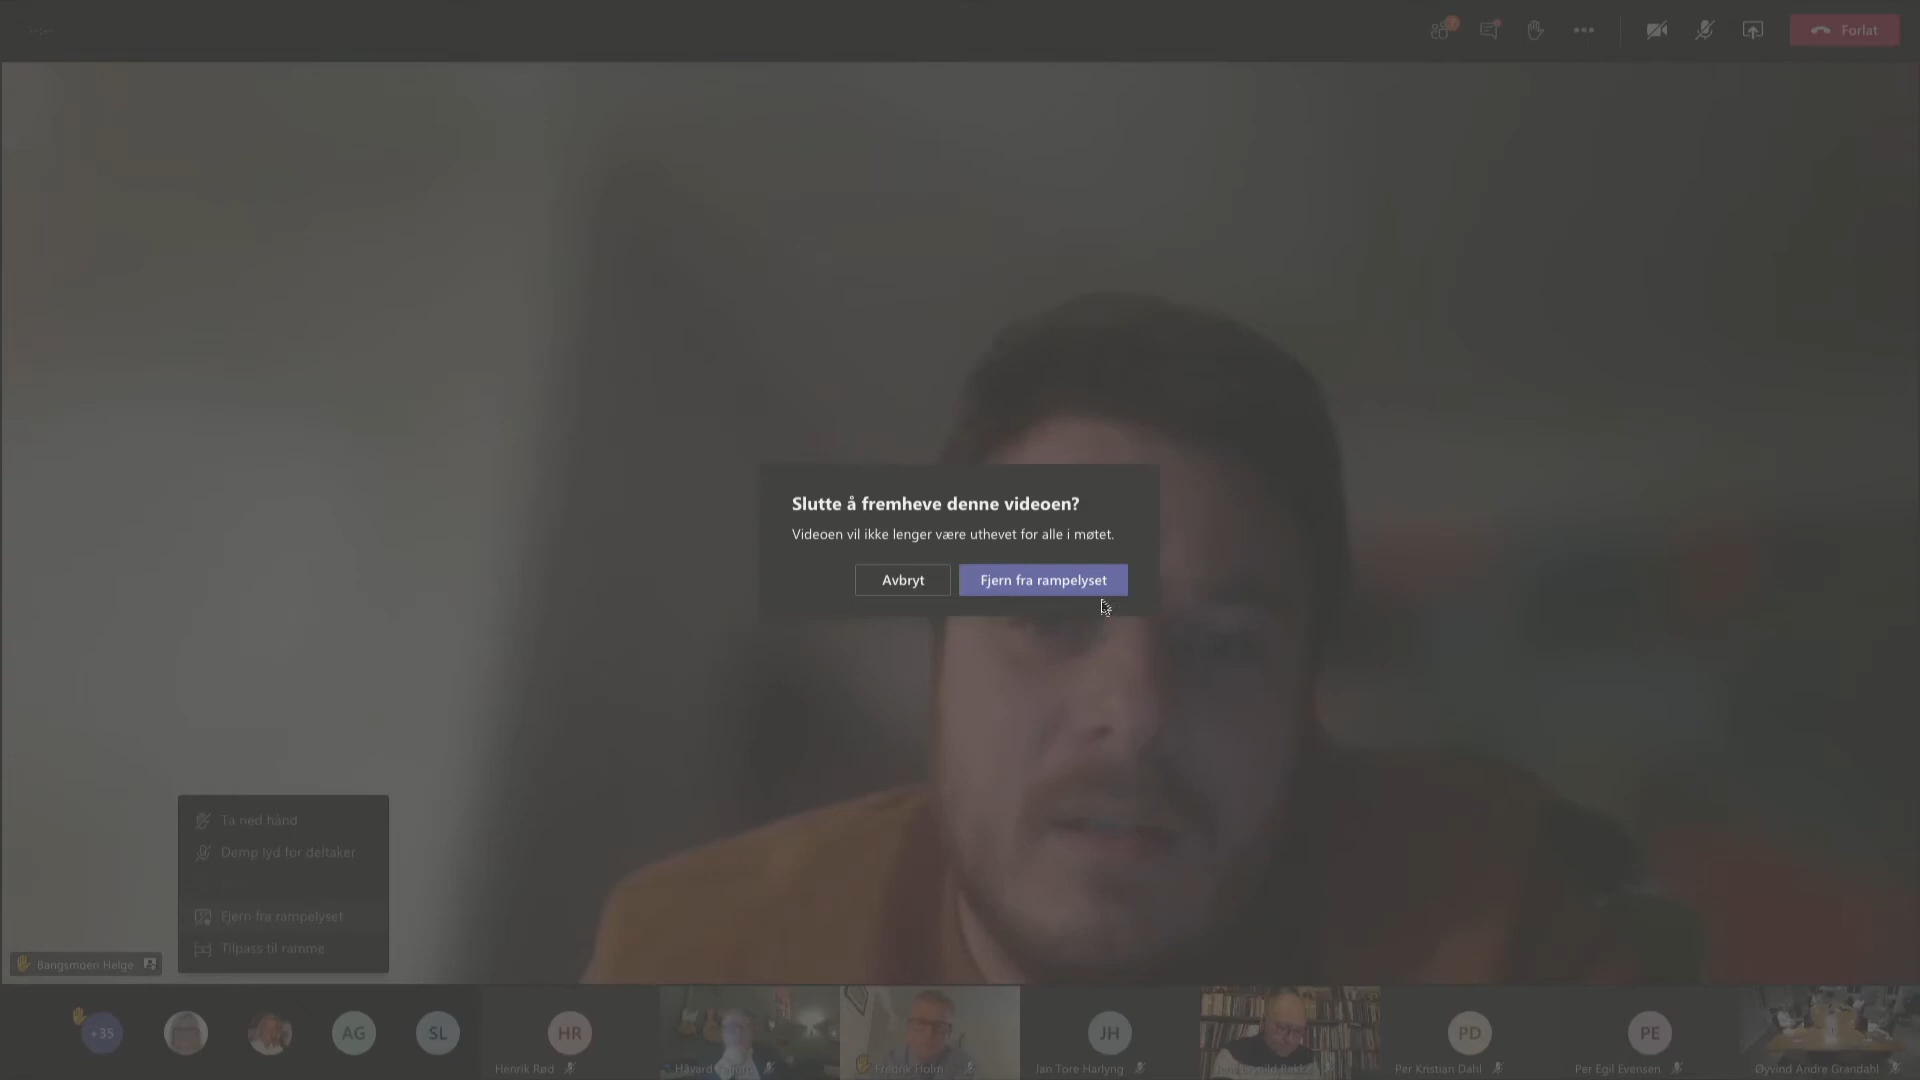 Forlat
Slutte å fremheve denne videoen?
Videoen vil ikke lenger være uthevet for alle i møtet.
Avbryt
Fjern fra rampelyset
Ta ned hånd
Demp lyd for deltaker
Fjern fra rampelyset
Tilpass til ramme
Bangsmoen Helge
+35
AG
SL
HR
JH
PD
PE
Henrik Rød
Håvard
Fredrik Holm
Jan Tore Harlyng
Per Kristian Dahl
Per Egil Evensen
Øyvind Andre Grandahl